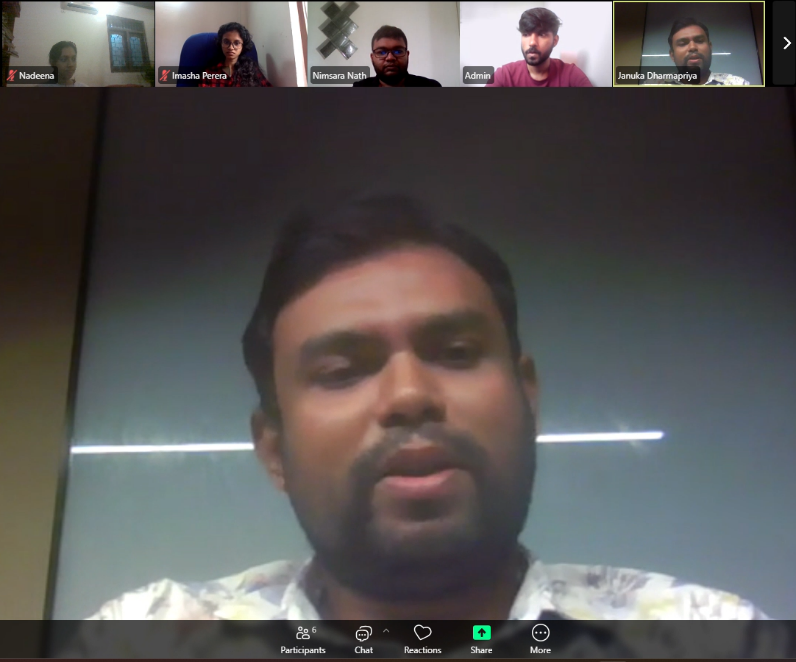 Nadeena
Imasha Perera
Nimsara Nath
Admin
Januka Dharmapriya
6
Participants
Chat
Reactions
Share
More